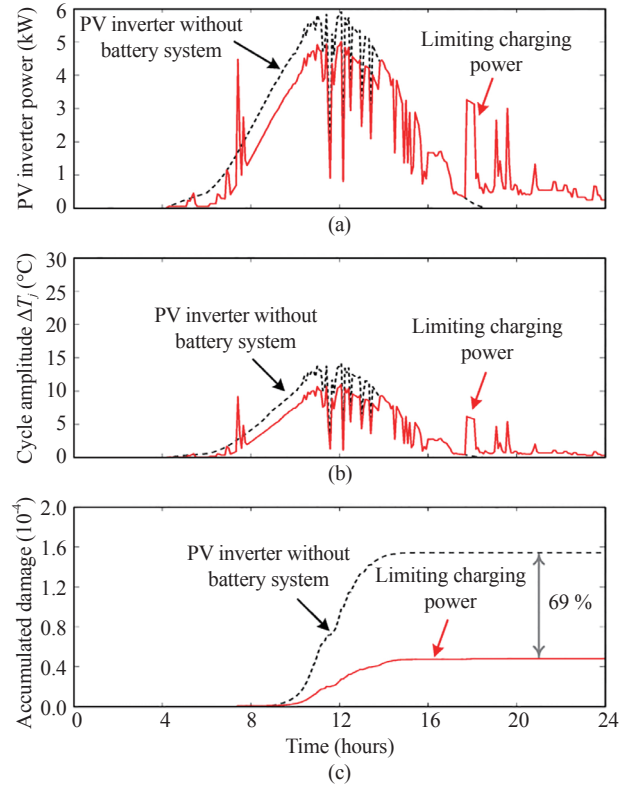 PV inverter power (kW)
6
5
4
3
2
1
0
PV inverter without
battery system
Limiting charging
power
(a)
Cycle amplitude ΔTj (°C)
30
25
20
15
10
5
0
PV inverter without
battery system
Limiting charging
power
(b)
Accumulated damage (10-4)
2.0
1.6
1.2
0.8
0.4
0.0
PV inverter without
battery system
Limiting charging
power
69 %
0 4 8 12 16 20 24
Time (hours)
(c)